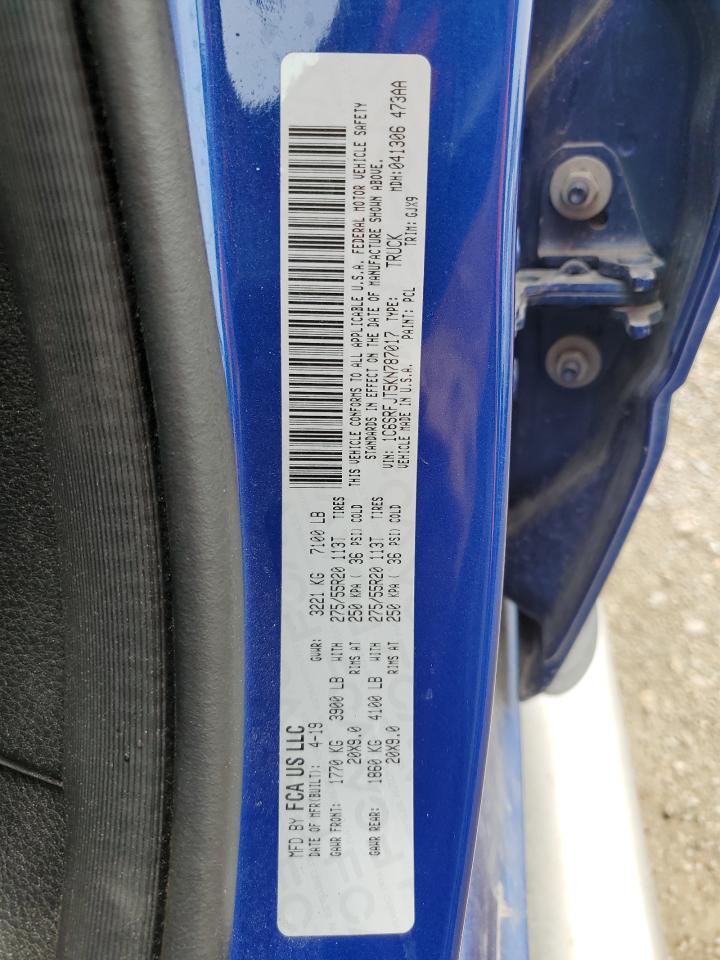 MFD BY FCA US LLC
DATE OF MFR(BUILT): 4-19 GVWR: 3221 KG 7100 LB
GAWR FRONT: 1770 KG 3900 LB WITH 275/55R20 113T TIRES
20X9.0 RIMS AT 250 KPA ( 36 PSI) COLD
GAWR REAR: 1860 KG 4100 LB WITH 275/55R20 113T TIRES
20X9.0 RIMS AT 250 KPA ( 36 PSI) COLD
THIS VEHICLE CONFORMS TO ALL APPLICABLE U.S.A. FEDERAL MOTOR VEHICLE SAFETY
STANDARDS IN EFFECT ON THE DATE OF MANUFACTURE SHOWN ABOVE.
VIN: 1C6SRFJT5KN787017 TYPE: TRUCK MDH:041306 473AA
VEHICLE MADE IN U.S.A. PAINT: PCL TRIM: GJX9